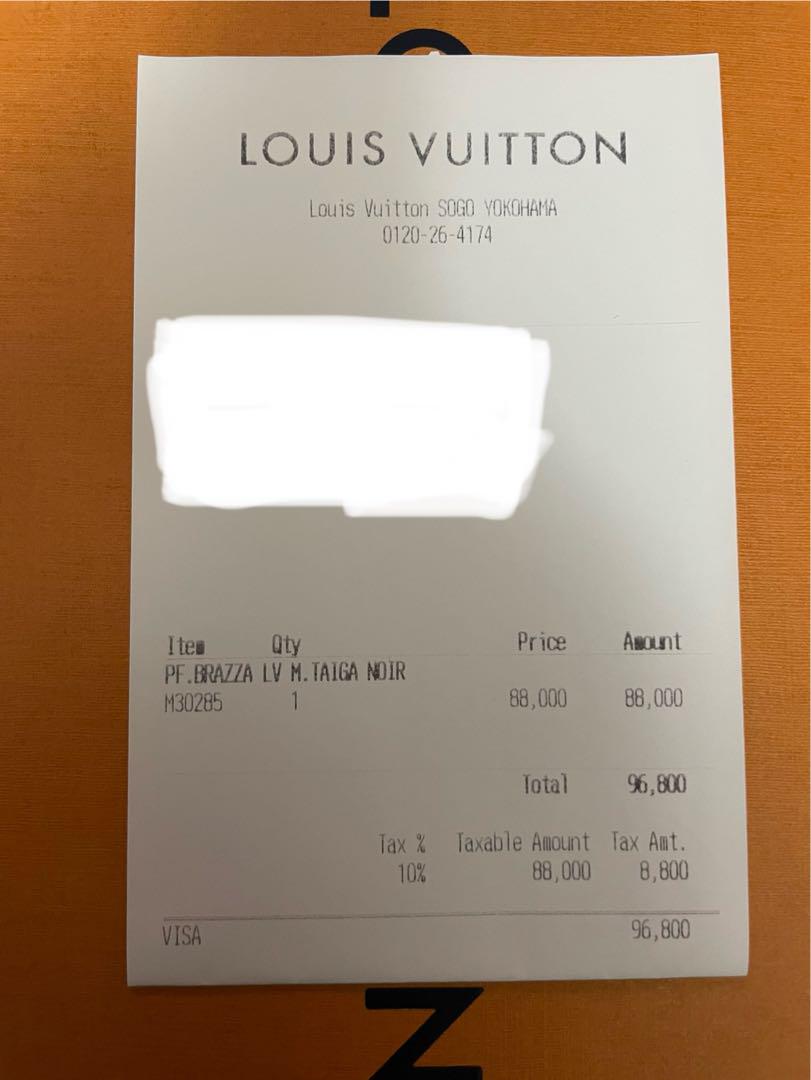 LOUIS VUITTON
Louis Vuitton SOGO YOKOHAMA
0120-26-4174
Item Qty Price Amount
PF.BRAZZA LV M.TAIGA NOIR
M30285 1 88,000 88,000
Total 96,800
Tax % Taxable Amount Tax Amt.
10% 88,000 8,800
VISA 96,800